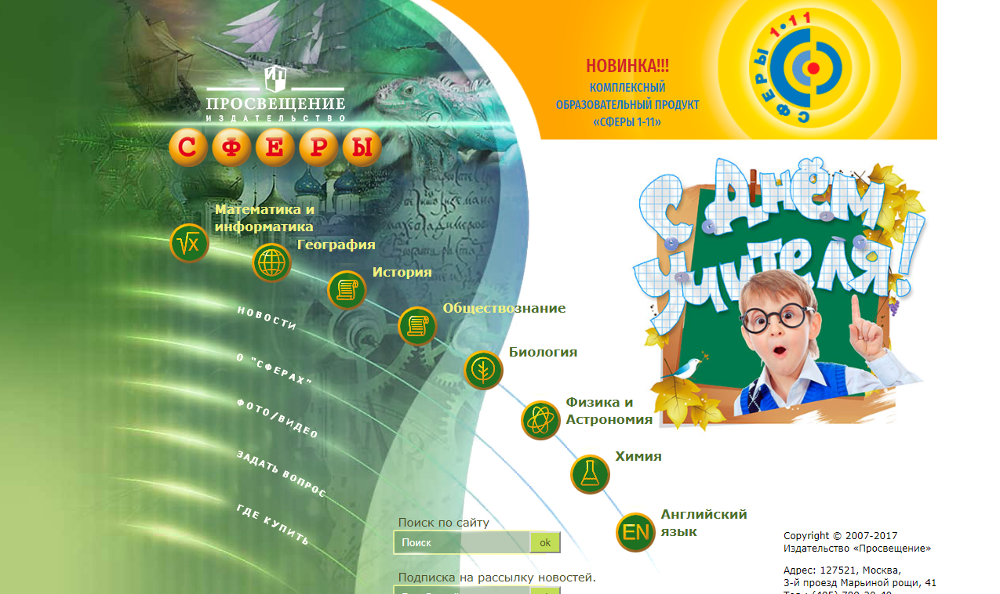 ПРОСВЕЩЕНИЕ
ИЗДАТЕЛЬСТВО
СФЕРЫ
НОВИНКА!!!
КОМПЛЕКСНЫЙ
ОБРАЗОВАТЕЛЬНЫЙ ПРОДУКТ
«СФЕРЫ 1-11»
СФЕРЫ 1•11
С ДНЁМ
УЧИТЕЛЯ!
Математика и
информатика
География
История
Обществознание
Биология
Физика и
Астрономия
Химия
EN
Английский
язык
НОВОСТИ
О "СФЕРАХ"
ФОТО/ВИДЕО
ЗАДАТЬ ВОПРОС
ГДЕ КУПИТЬ
Поиск по сайту
Поиск
ok
Подписка на рассылку новостей.
Copyright © 2007-2017
Издательство «Просвещение»
Адрес: 127521, Москва,
3-й проезд Марьиной рощи, 41